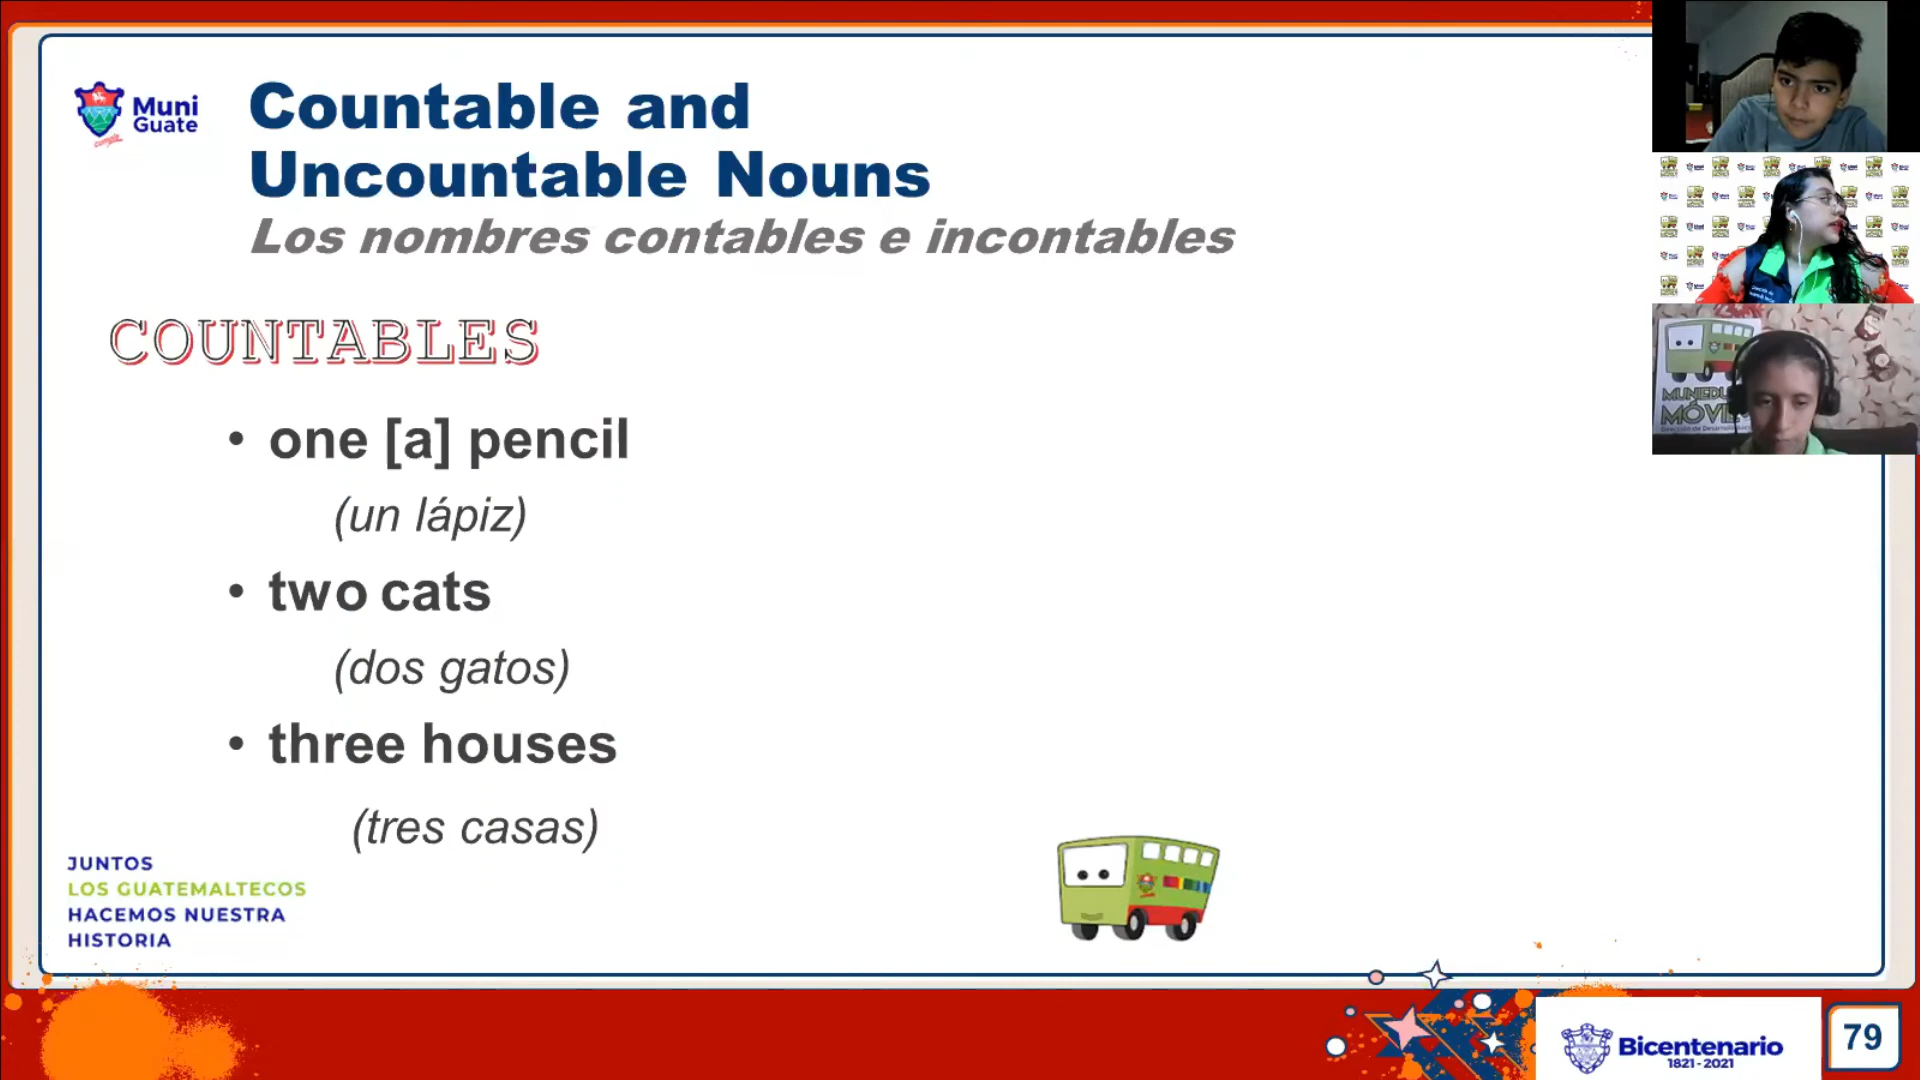 Muni
Guate
Countable and
Uncountable Nouns
Los nombres contables e incontables
COUNTABLES
• one [a] pencil
(un lápiz)
• two cats
(dos gatos)
• three houses
(tres casas)
JUNTOS
LOS GUATEMALTECOS
HACEMOS NUESTRA
HISTORIA
MÓVIL
Bicentenario
1821-2021
79